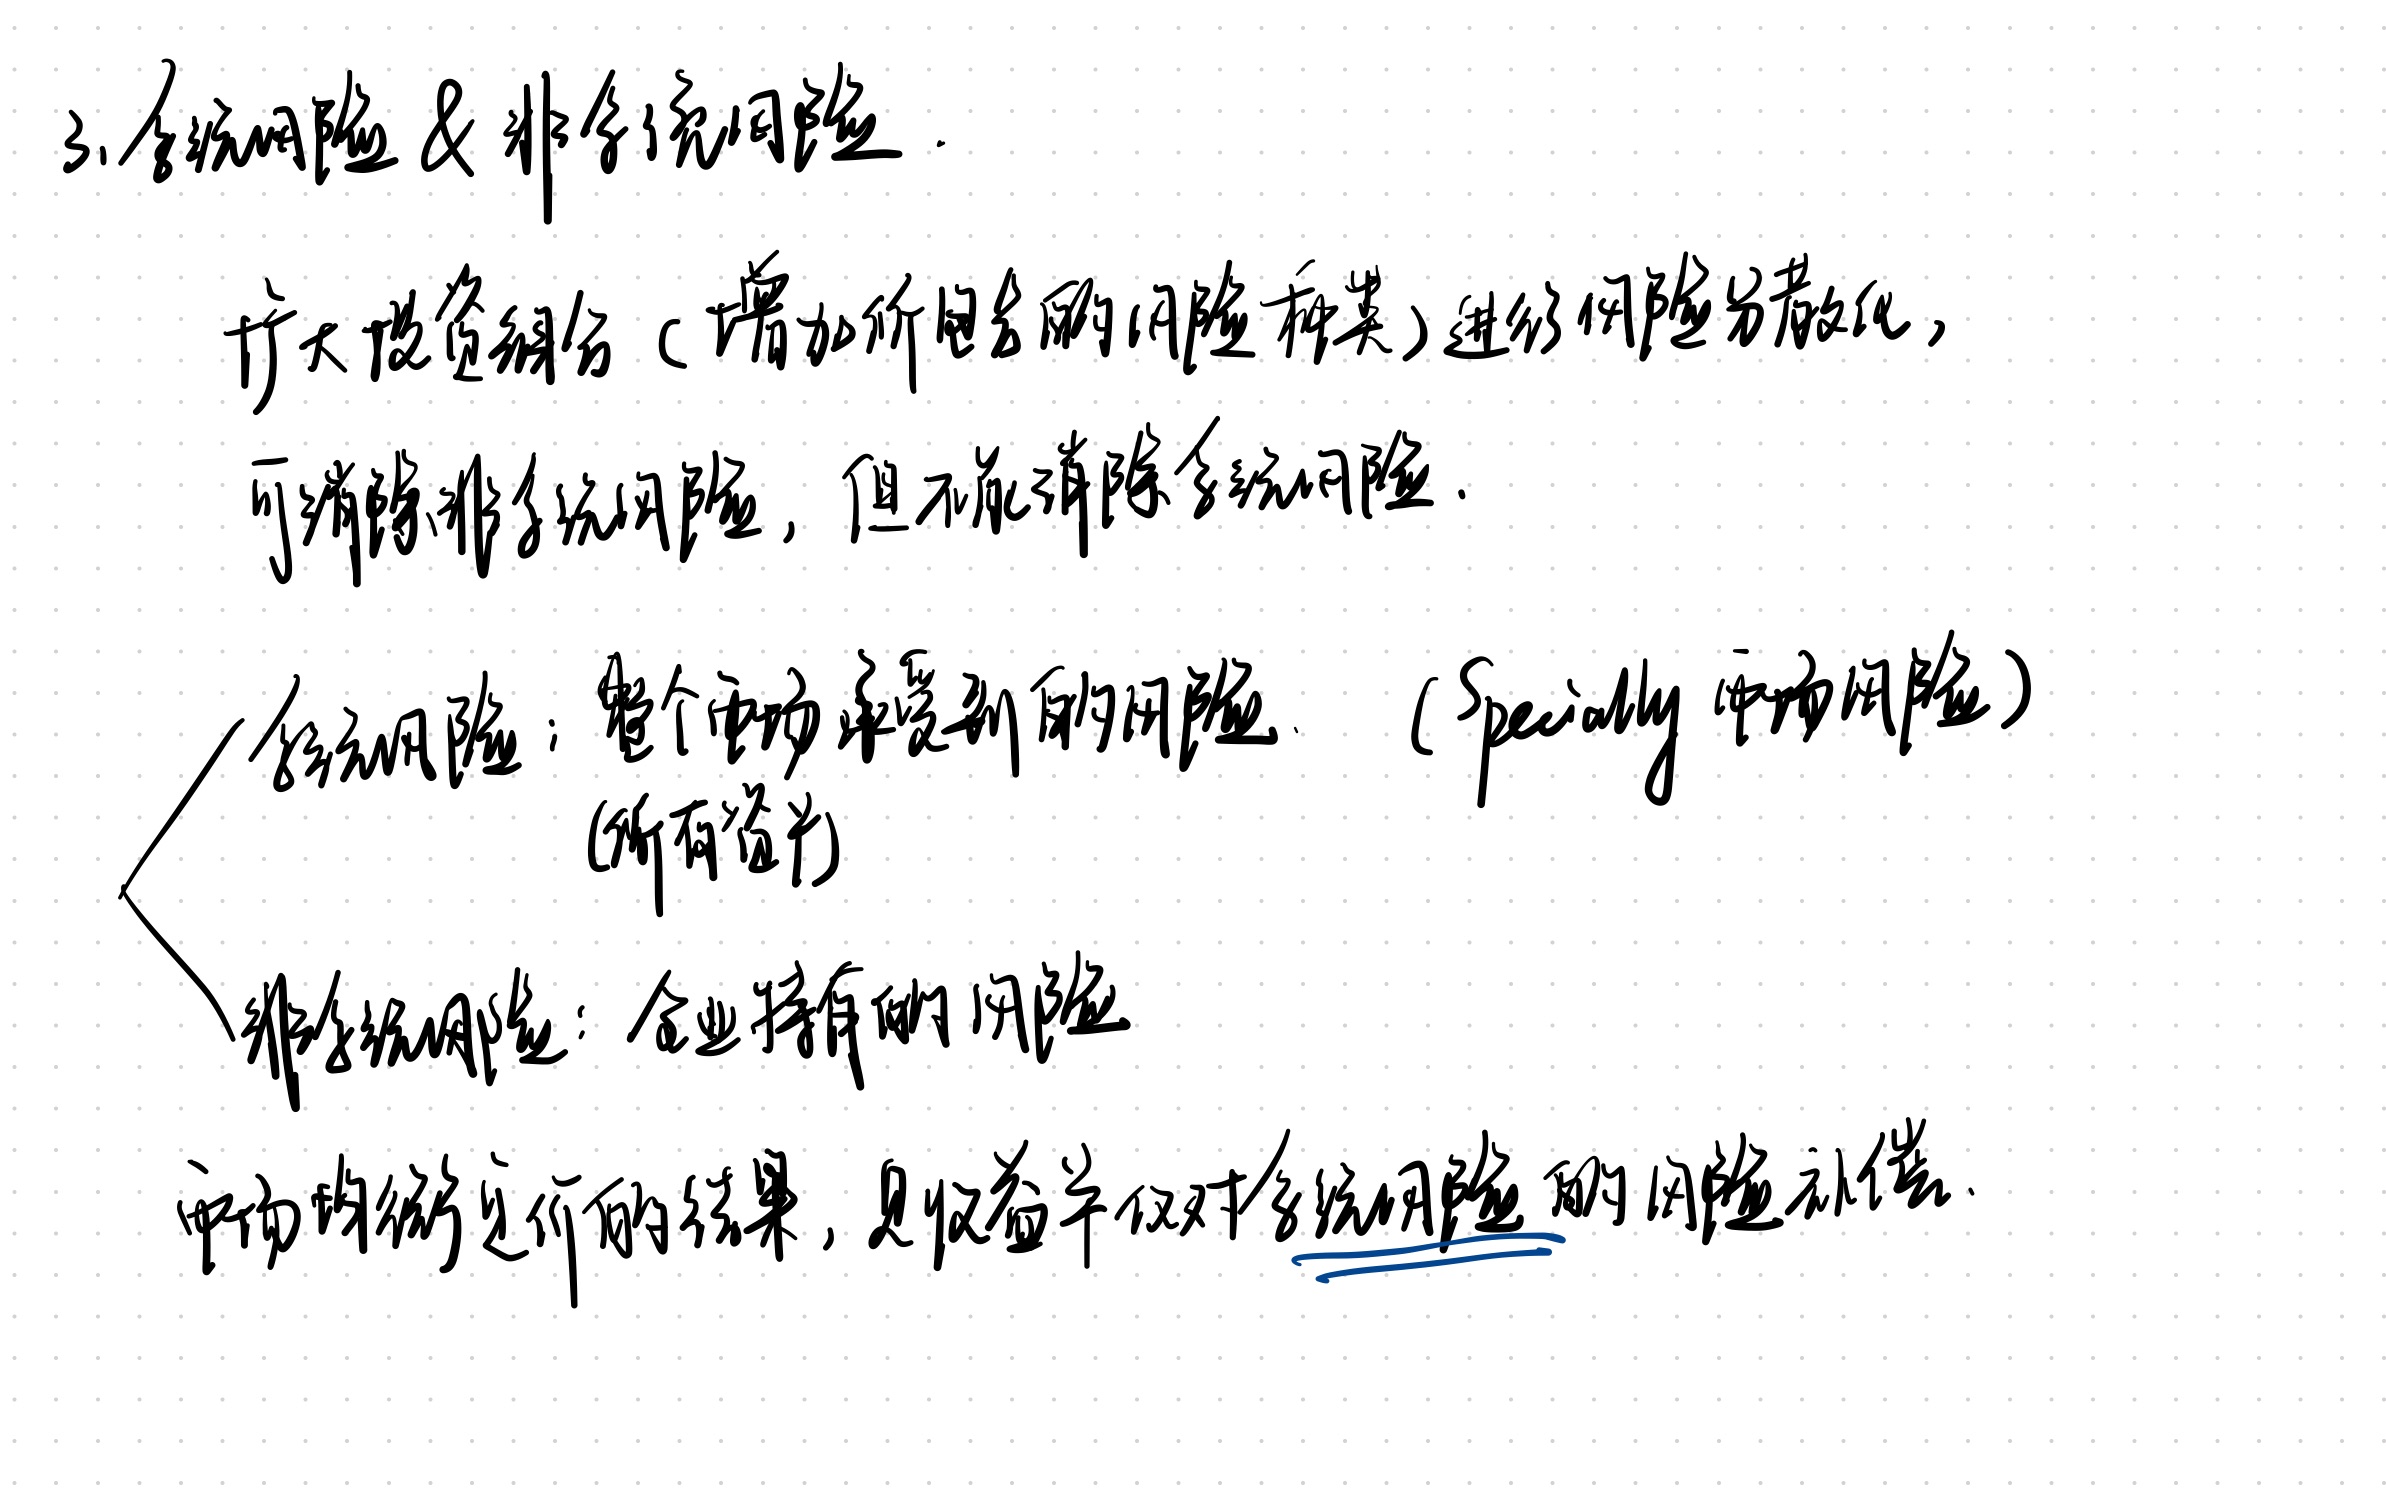 3. 系统风险 & 非系统风险.
扩大投资组合（增加所投资的风险种类）进行风险分散化，
可消除非系统风险，但不能消除系统风险.
系统风险：整个市场承受到的风险. （Specially 市场风险）
（所有证券）
非系统风险：企业特有的风险
市场均衡运行的结果，是收益率仅对系统风险的风险补偿.